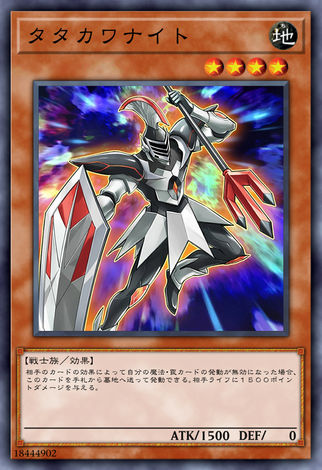 タタカワナイト
地
ち
[戦士族／効果]
相手のカードの効果によって自分の魔法・罠カードの発動が無効になった場合、
このカードを手札から墓地へ送って発動できる。相手ライフに１５００ポイン
トダメージを与える。
ATK/1500 DEF/ 0
18444902